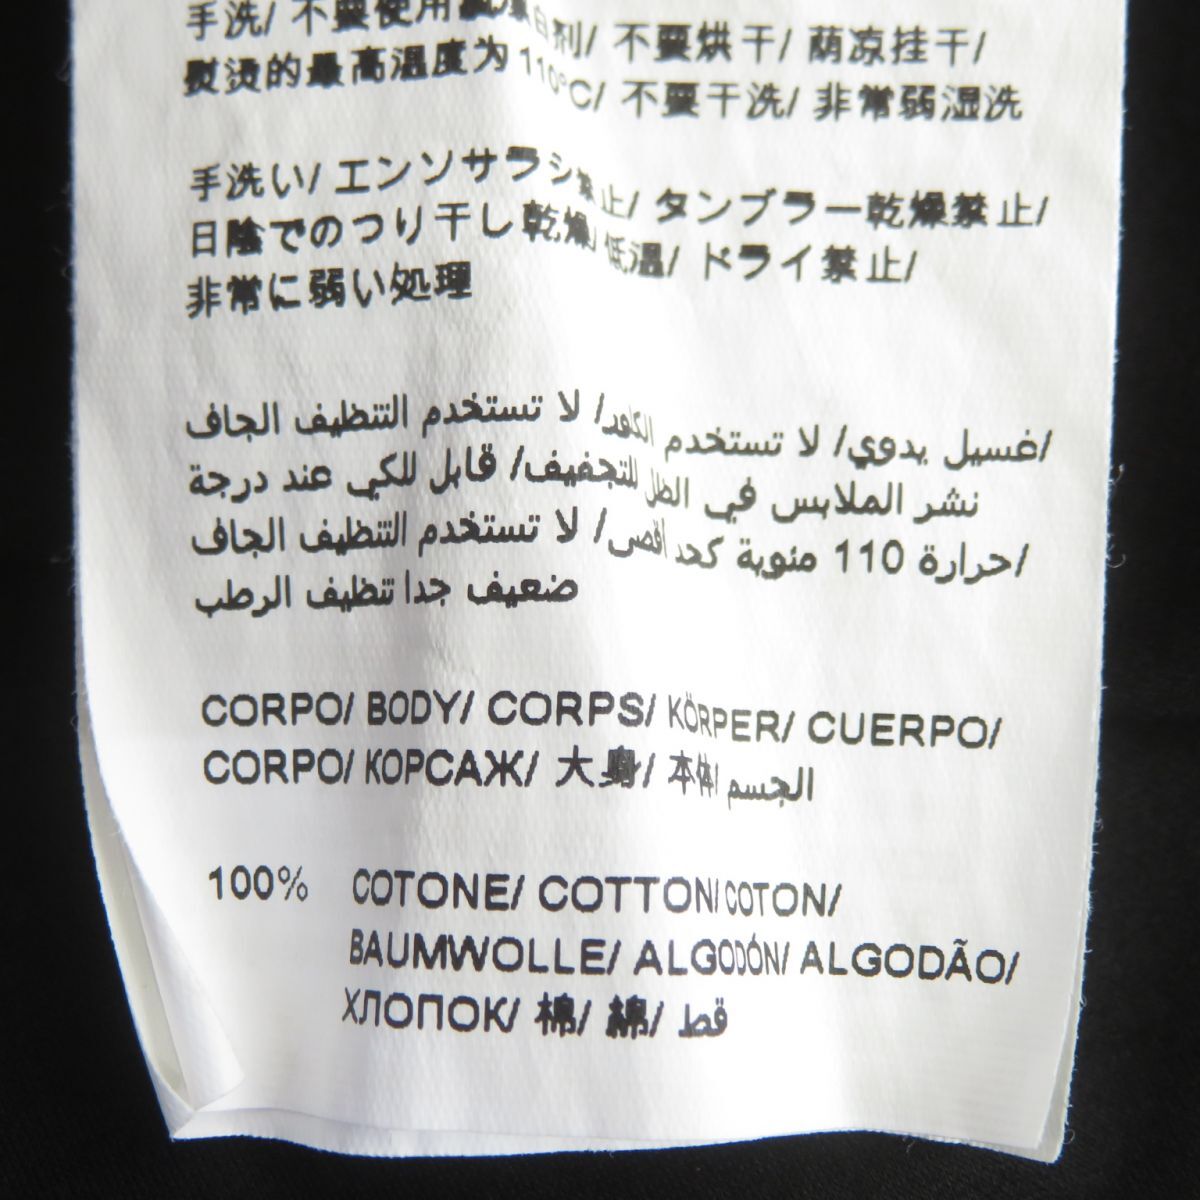 手洗/ 不要使用氯漂白剂/ 不要烘干/ 荫凉挂干/
熨烫的最高温度为110°C/ 不要干洗/ 非常弱湿洗
手洗い/ エンソサラシ禁止/ タンブラー乾燥禁止/
日陰でのつり干し乾燥/ 低温/ ドライ禁止/
非常に弱い処理
غسيل يدوي/ لا تستخدم الكلور/ لا تستخدم التنظيف الجاف/
نشر الملابس في الظل للتجفيف/ قابل للكي عند درجة
حرارة 110 مئوية كحد أقصى/ لا تستخدم التنظيف الجاف/
ضعيف جدا تنظيف الرطب
CORPO/ BODY/ CORPS/ KÖRPER/ CUERPO/
CORPO/ КОРСАЖ/ 大身/ 本体/ الجسم
100% COTONE/ COTTON/ COTON/
BAUMWOLLE/ ALGODÓN/ ALGODÃO/
ХЛОПОК/ 棉/ 綿/ قط